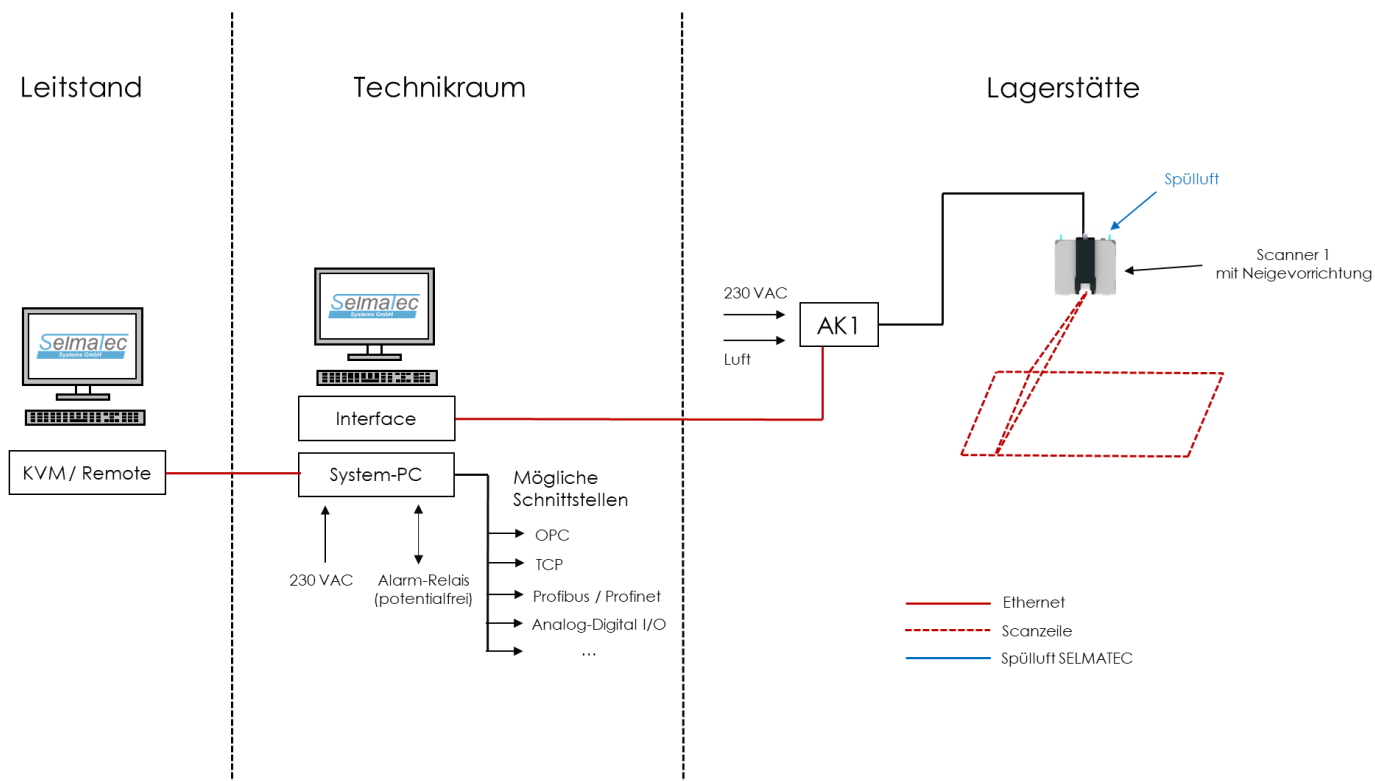 Leitstand
Technikraum
Lagerstätte
Spülluft
Scanner 1
mit Neigevorrichtung
230 VAC
AK1
Luft
SelmaTec
Systems GmbH
SelmaTec
Systems GmbH
Interface
KVM / Remote
System-PC
Mögliche
Schnittstellen
OPC
TCP
230 VAC
Alarm-Relais
(potentialfrei)
Profibus / Profinet
Analog-Digital I/O
...
Ethernet
Scanzeile
Spülluft SELMATEC